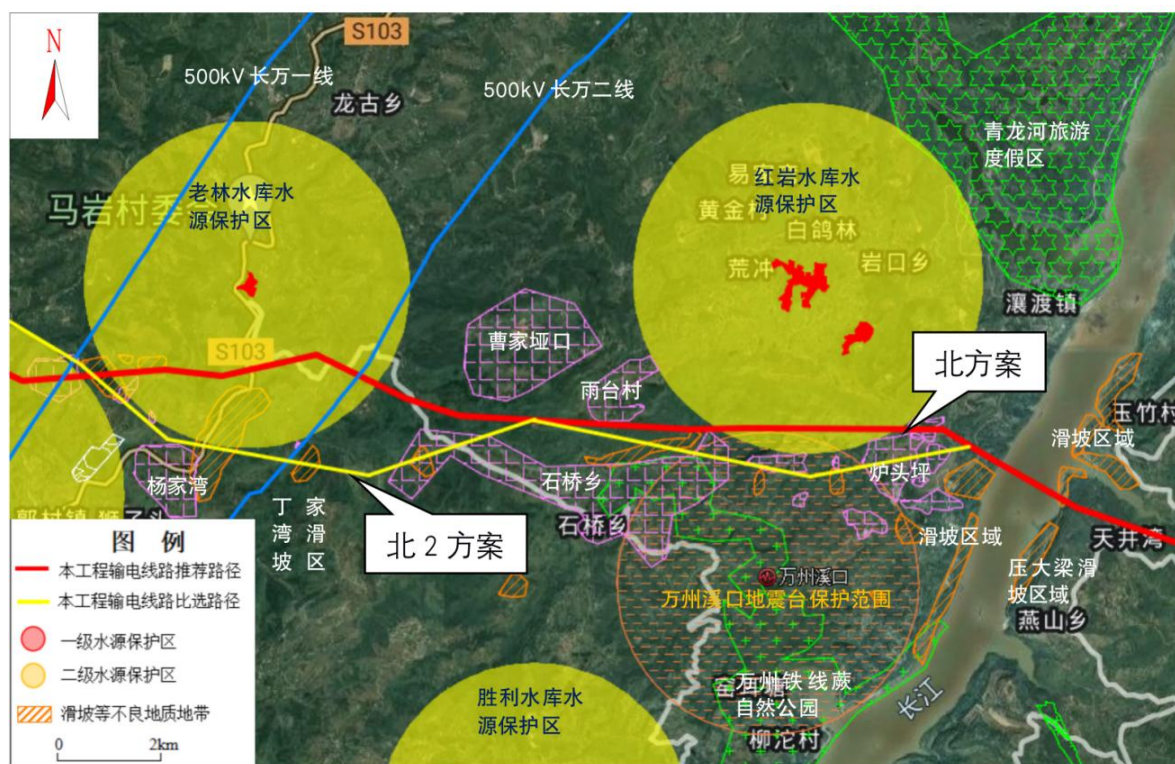 N
S103
500kV 长万一线
500kV 长万二线
龙古乡
青龙河旅游
度假区
老林水库水
源保护区
马岩村委会
红岩水库水
源保护区
黄金村
白鸽林
荒冲
岩口乡
瀼渡镇
曹家垭口
S103
雨台村
北方案
玉竹村
滑坡区域
杨家湾
石桥乡
炉头坪
郭村镇
丁家
湾滑
坡区
北 2 方案
石桥乡
滑坡区域
天井湾
万州溪口
万州溪口地震台保护范围
压大梁滑
坡区域
燕山乡
图 例
本工程输电线路推荐路径
本工程输电线路比选路径
一级水源保护区
二级水源保护区
滑坡等不良地质地带
0 2km
胜利水库水
源保护区
万州铁线蕨
自然公园
长江
柳沱村